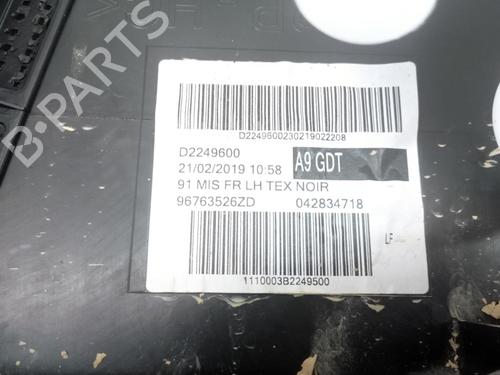 D2249600230219022208
D2249600
A9 GDT
21/02/2019 10:58
91 MIS FR LH TEX NOIR
96763526ZD 042834718
LF
1110003B2249500
B-PARTS